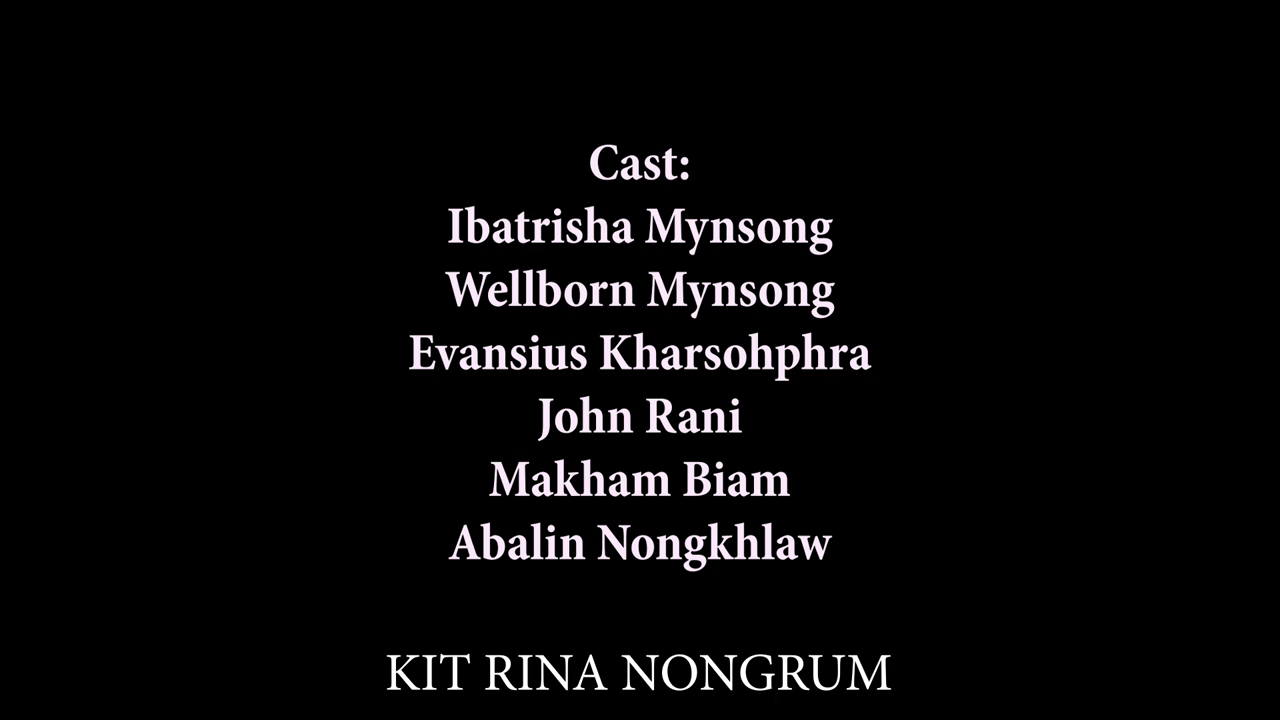 Cast:
Ibatrisha Mynsong
Wellborn Mynsong
Evansius Kharsohphra
John Rani
Makham Biam
Abalin Nongkhlaw
KIT RINA NONGRUM